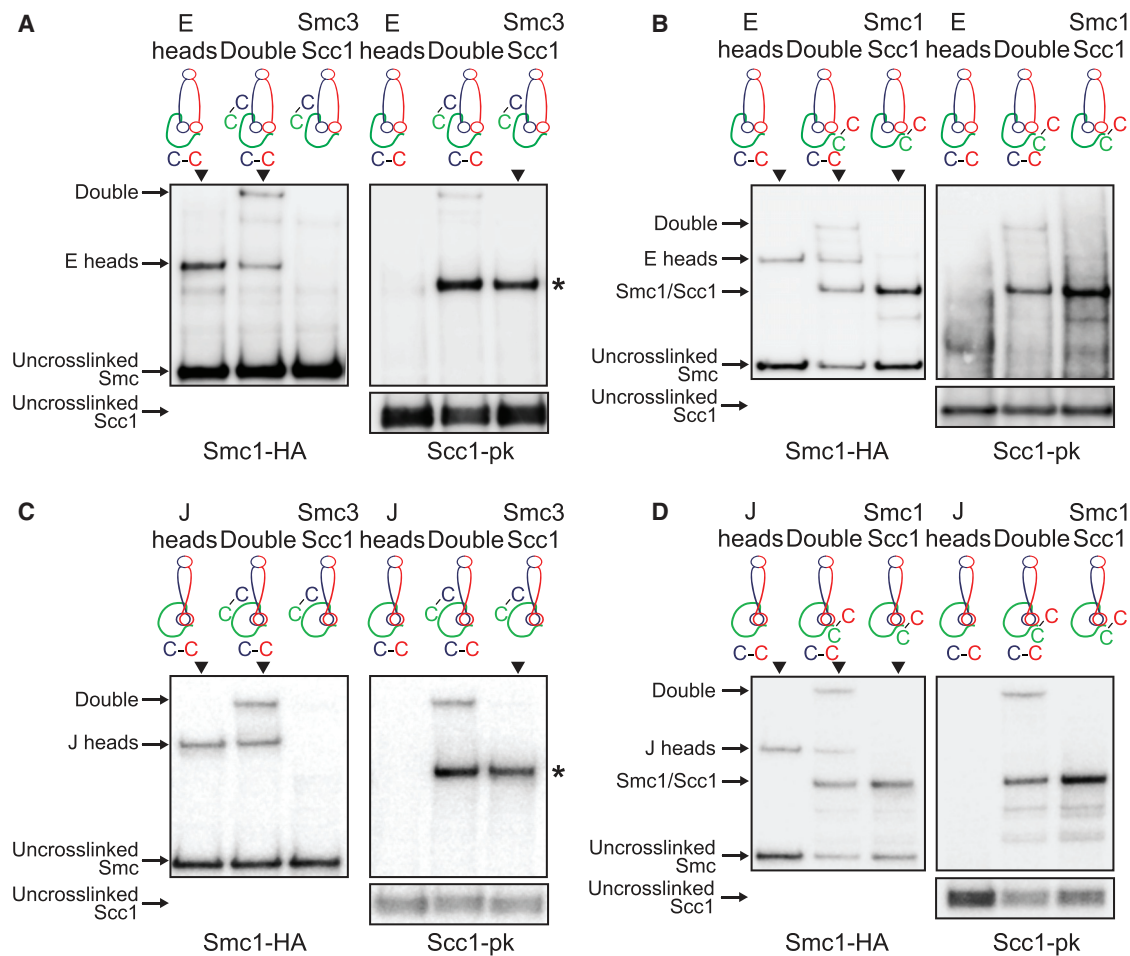 A
E heads
Double
Smc3 Scc1
E heads
Double
Smc3 Scc1
C C
C C
C C
C-C C-C
C-C
Double
E heads
Uncrosslinked Smc
Uncrosslinked Scc1
*
Smc1-HA
Scc1-pk
B
E heads
Double
Smc1 Scc1
E heads
Double
Smc1 Scc1
C C
C C
C C
C C
C-C C-C
C-C
Double
E heads
Smc1/Scc1
Uncrosslinked Smc
Uncrosslinked Scc1
Smc1-HA
Scc1-pk
C
J heads
Double
Smc3 Scc1
J heads
Double
Smc3 Scc1
C C
C C
C C
C C
C-C C-C
C-C C-C
Double
J heads
Uncrosslinked Smc
Uncrosslinked Scc1
*
Smc1-HA
Scc1-pk
D
J heads
Double
Smc1 Scc1
J heads
Double
Smc1 Scc1
C C
C C
C C
C C
C-C C-C
C-C C-C
Double
J heads
Smc1/Scc1
Uncrosslinked Smc
Uncrosslinked Scc1
Smc1-HA
Scc1-pk